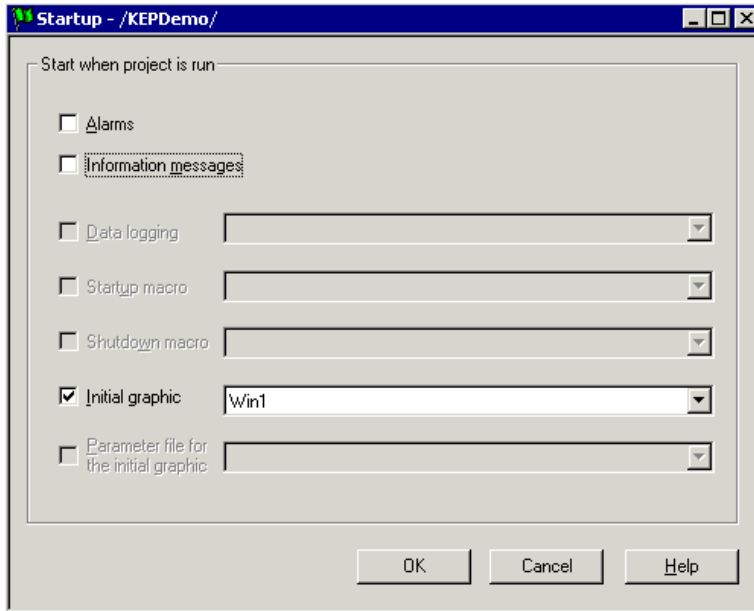 Startup - /KEPDemo/
Start when project is run
Alarms
Information messages
Data logging
Startup macro
Shutdown macro
Initial graphic
Win1
Parameter file for
the initial graphic
OK
Cancel
Help